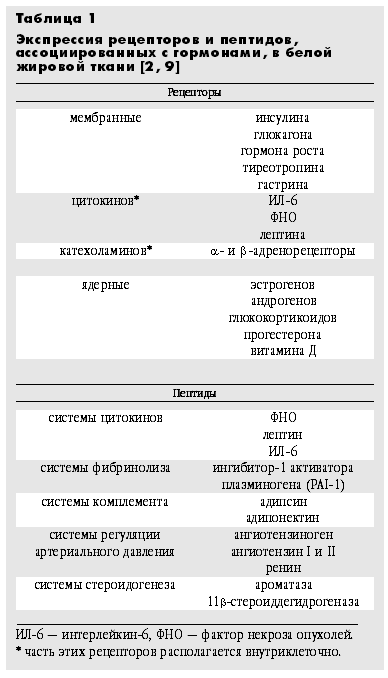 Таблица 1
Экспрессия рецепторов и пептидов,
ассоциированных с гормонами, в белой
жировой ткани [2, 9]
Рецепторы
мембранные инсулина
глюкагона
гормона роста
тиреотропина
гастрина
цитокинов* ИЛ-6
ФНО
лептина
катехоламинов* α- и β-адренорецепторы
ядерные эстрогенов
андрогенов
глюкокортикоидов
прогестерона
витамина Д
Пептиды
системы цитокинов ФНО
лептин
ИЛ-6
системы фибринолиза ингибитор-1 активатора
плазминогена (PAI-1)
системы комплемента адипсин
адипонектин
системы регуляции ангиотензиноген
артериального давления ангиотензин I и II
ренин
системы стероидогенеза ароматаза
11β-стероиддегидрогеназа
ИЛ-6 — интерлейкин-6, ФНО — фактор некроза опухолей.
* часть этих рецепторов располагается внутриклеточно.